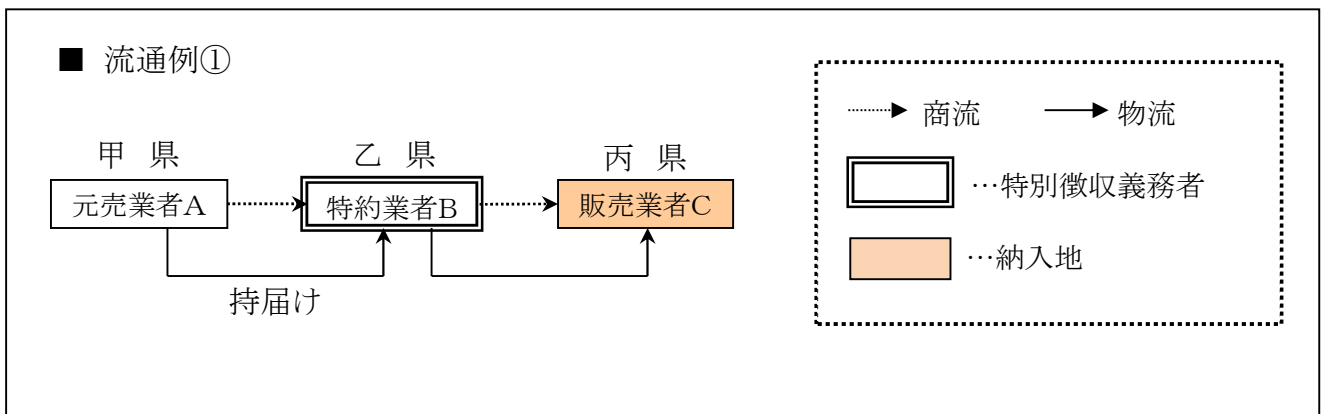 ■ 流通例①
甲 県
乙 県
丙 県
元売業者A
特約業者B
販売業者C
持届け
商流
物流
…特別徴収義務者
…納入地